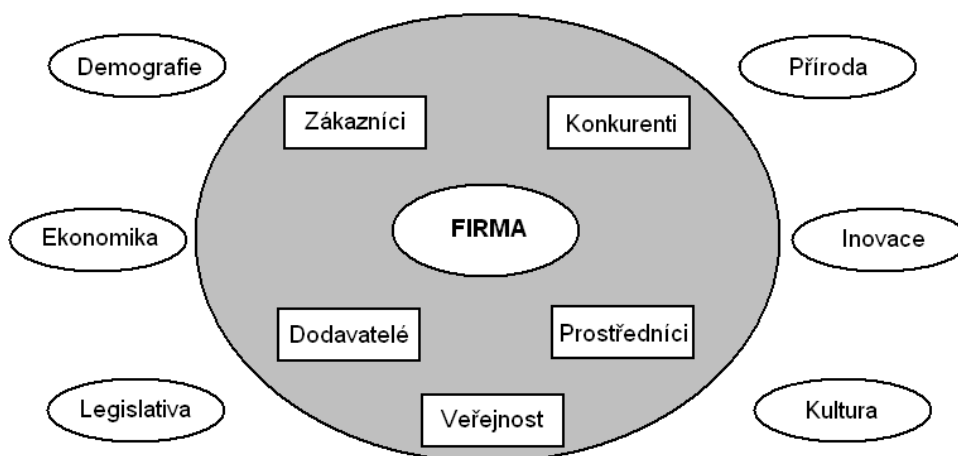 Demografie
Příroda
Zákazníci
Konkurenti
FIRMA
Ekonomika
Inovace
Dodavatelé
Prostředníci
Legislativa
Veřejnost
Kultura